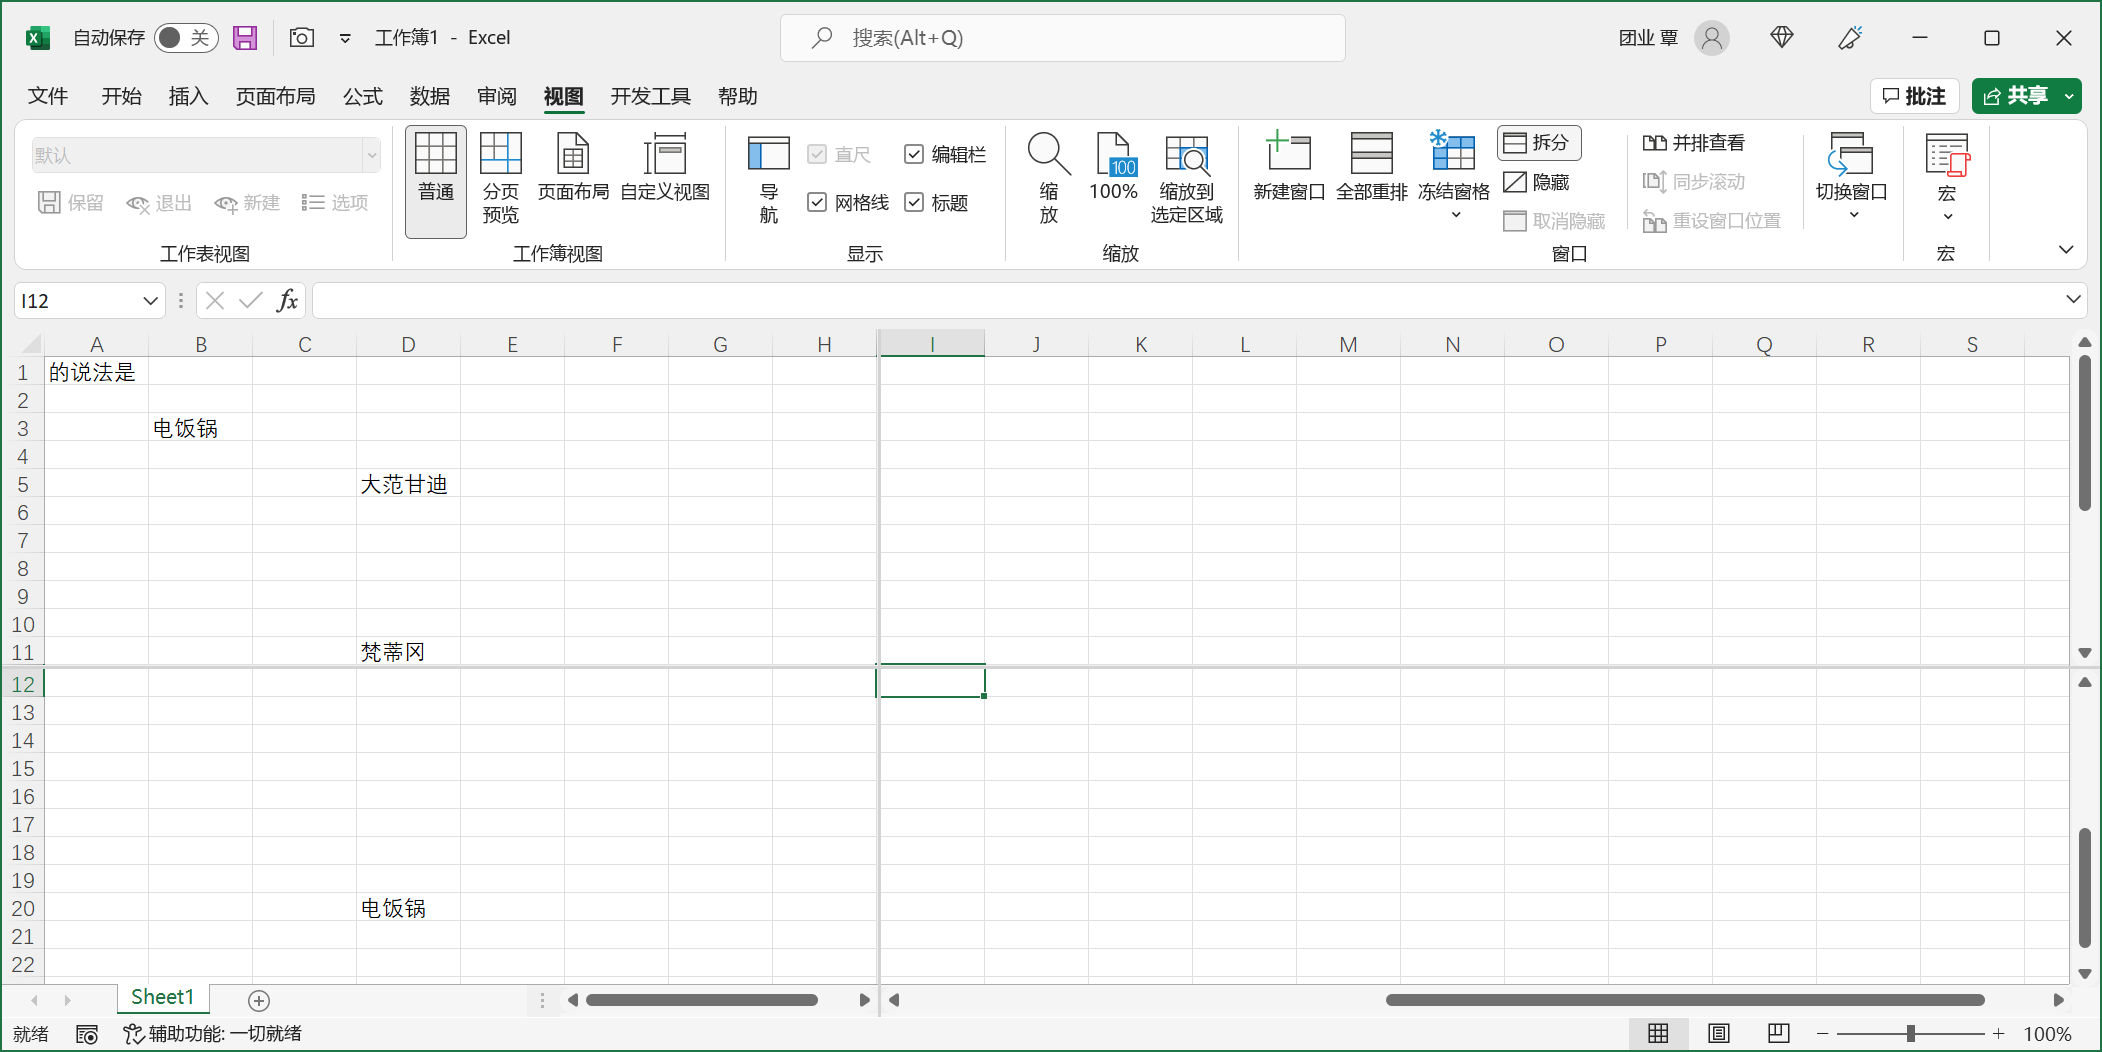 自动保存 关 工作簿1 - Excel 搜索(Alt+Q) 团业 覃
文件 开始 插入 页面布局 公式 数据 审阅 视图 开发工具 帮助 批注 共享
默认
保留 退出 新建 选项
工作表视图
普通 分页 预览 页面布局 自定义视图
工作簿视图
导航 直尺 编辑栏
网格线 标题
显示
缩放 100 100% 缩放到 选定区域
缩放
新建窗口 全部重排 冻结窗格 拆分
隐藏
取消隐藏
并排查看
同步滚动
重设窗口位置
切换窗口
窗口
宏
宏
I12 fx
A B C D E F G H I J K L M N O P Q R S
1 的说法是
2
3 电饭锅
4
5 大范甘迪
6
7
8
9
10
11 梵蒂冈
12
13
14
15
16
17
18
19
20 电饭锅
21
22
Sheet1
就绪 辅助功能: 一切就绪 100%